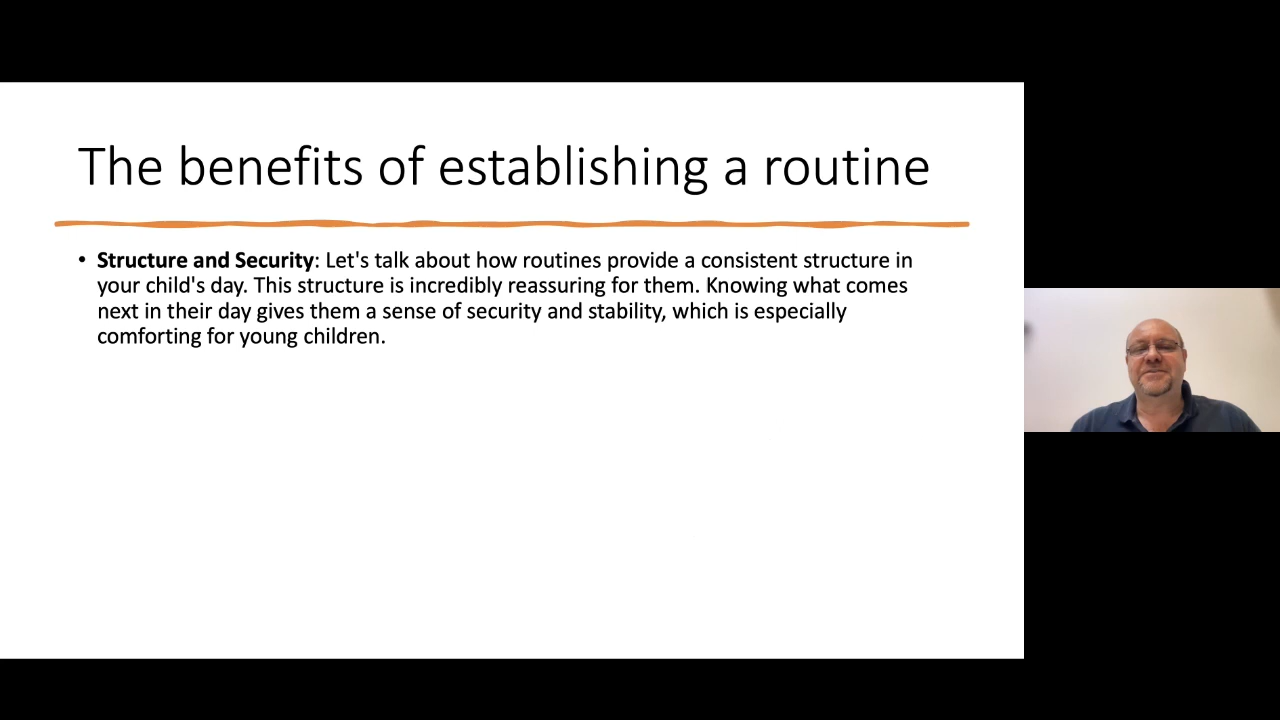 The benefits of establishing a routine
• Structure and Security: Let's talk about how routines provide a consistent structure in
your child's day. This structure is incredibly reassuring for them. Knowing what comes
next in their day gives them a sense of security and stability, which is especially
comforting for young children.